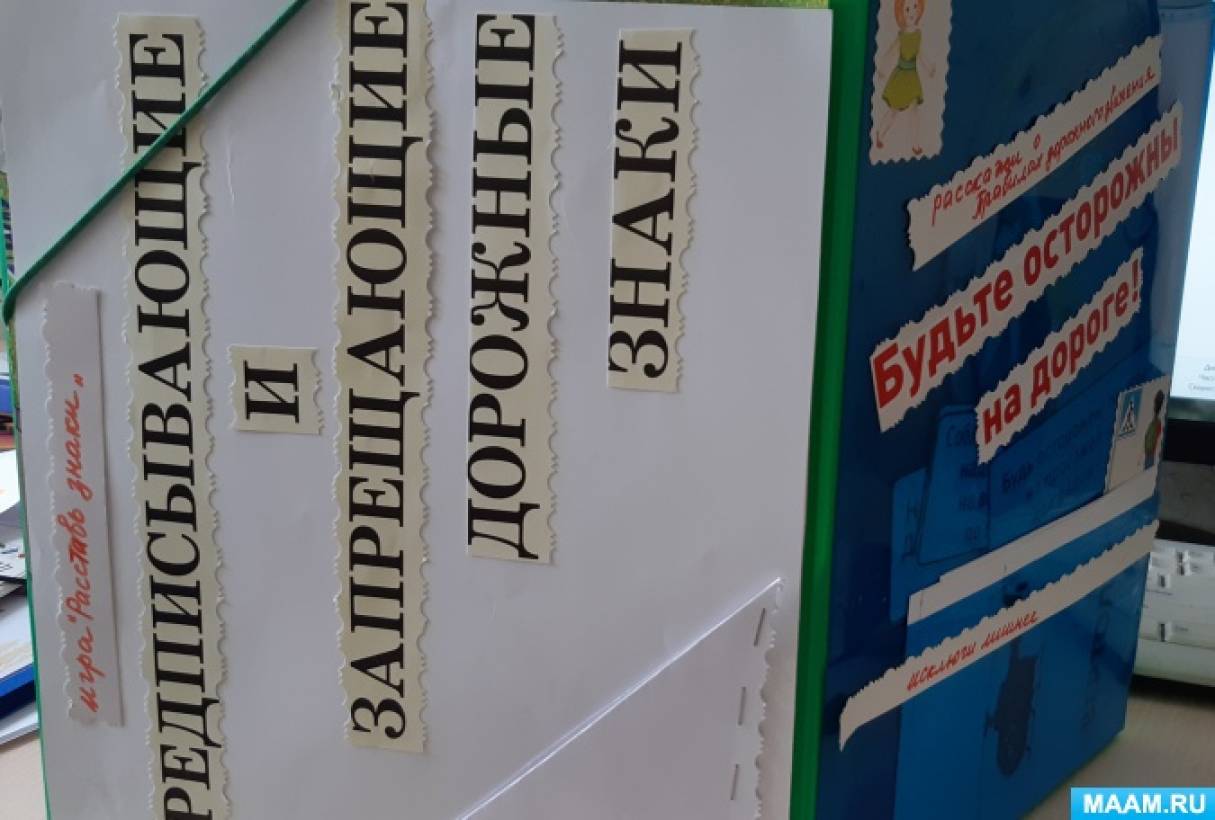 игра "Расставь знаки"
РЕДПИСЫВАЮЩИЕ
И
ЗАПРЕЩАЮЩИЕ
ДОРОЖНЫЕ
ЗНАКИ
расскажи о
правилах дорожного движения
Будьте осторожны
на дороге!
исключи лишнее
MAAM.RU